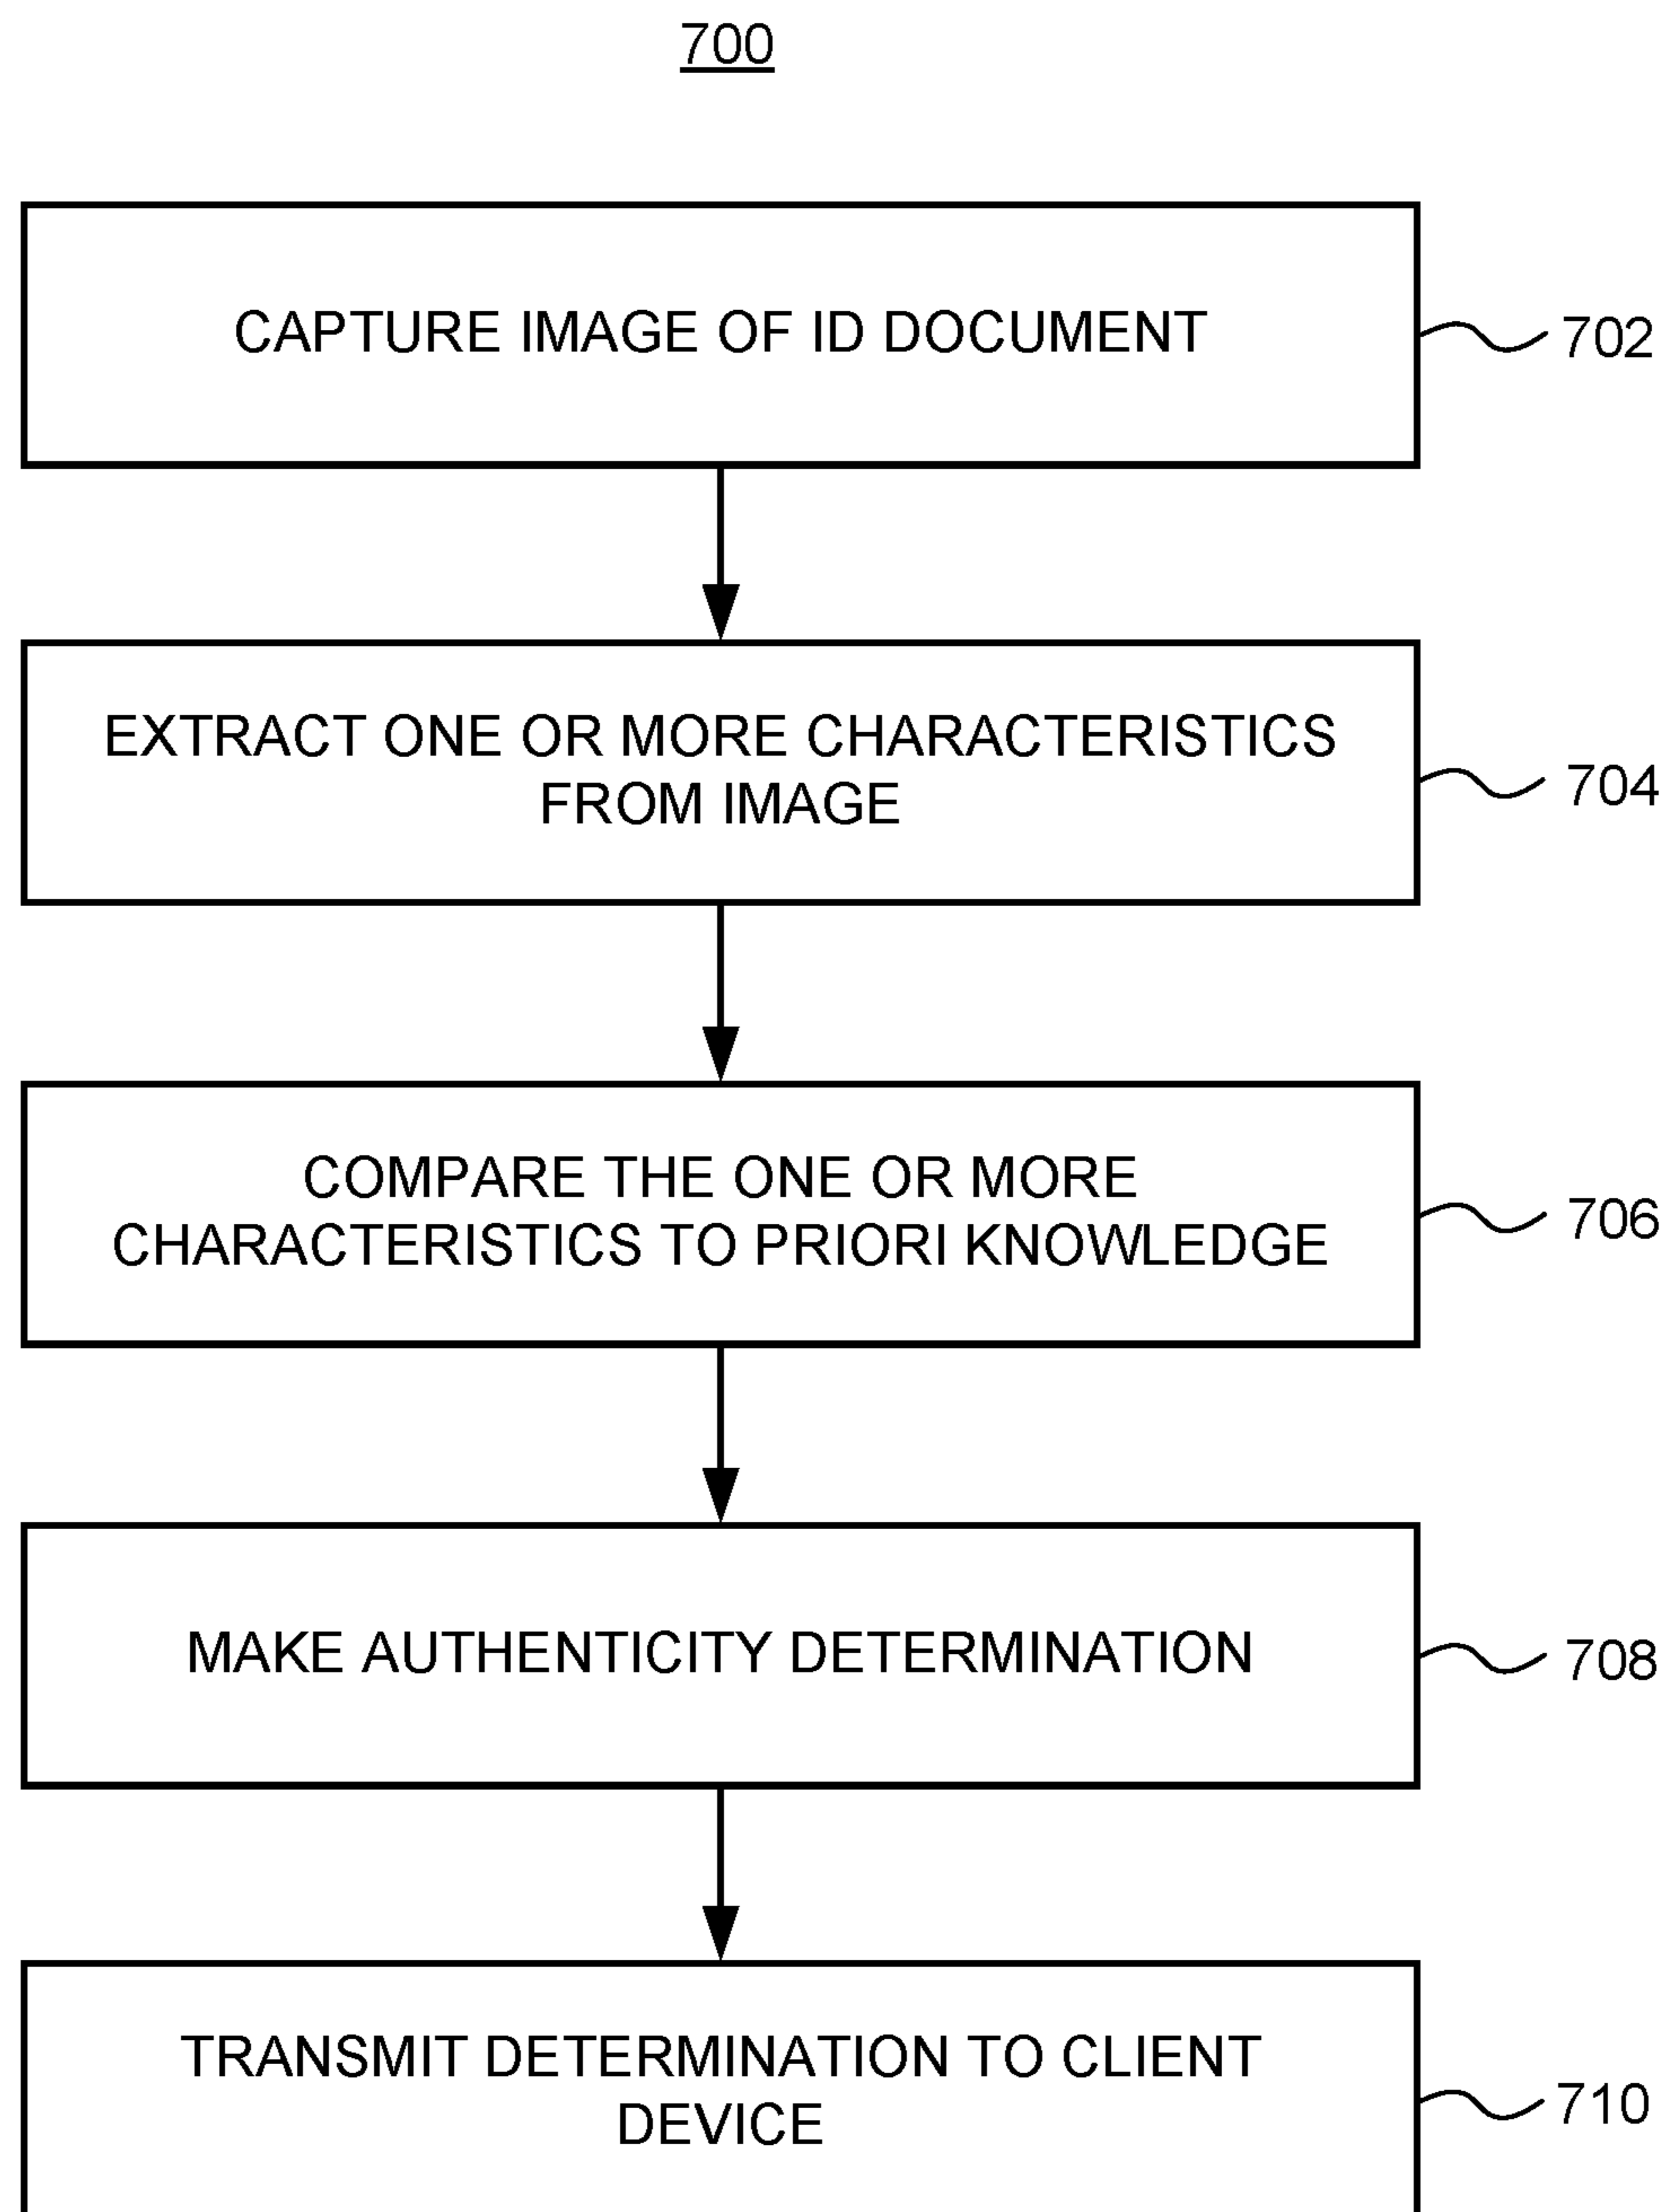 700
CAPTURE IMAGE OF ID DOCUMENT
702
EXTRACT ONE OR MORE CHARACTERISTICS
FROM IMAGE
704
COMPARE THE ONE OR MORE
CHARACTERISTICS TO PRIORI KNOWLEDGE
706
MAKE AUTHENTICITY DETERMINATION
708
TRANSMIT DETERMINATION TO CLIENT
DEVICE
710